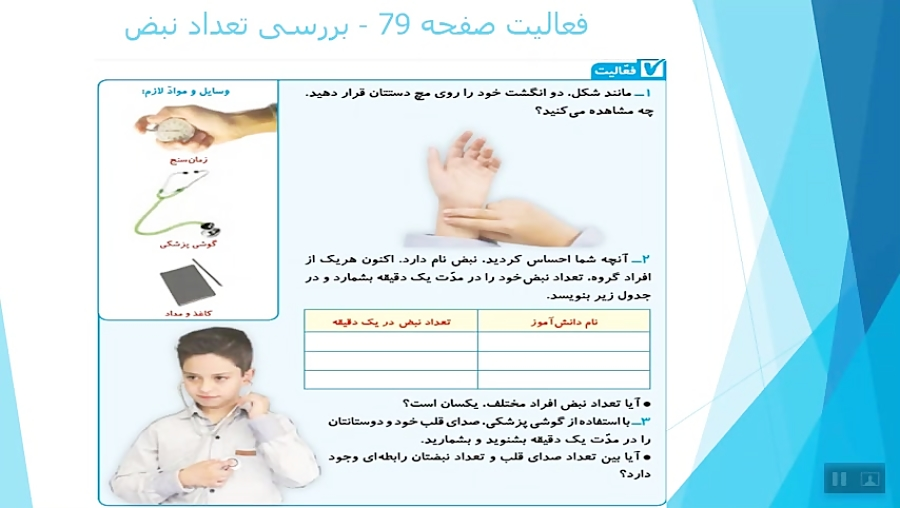 فعالیت صفحه 79 - بررسی تعداد نبض
فعّالیت
۱ــ مانند شکل، دو انگشت خود را روی مچ دستتان قرار دهید.
چه مشاهده می‌کنید؟
۲ــ آنچه شما احساس کردید، نبض نام دارد. اکنون هریک از
افراد گروه، تعداد نبض خود را در مدّت یک دقیقه بشمارد و در
جدول زیر بنویسد.
نام دانش‌آموز
تعداد نبض در یک دقیقه
● آیا تعداد نبض افراد مختلف، یکسان است؟
۳ــ با استفاده از گوشی پزشکی، صدای قلب خود و دوستانتان
را در مدّت یک دقیقه بشنوید و بشمارید.
● آیا بین تعداد صدای قلب و تعداد نبضتان رابطه‌ای وجود
دارد؟
وسایل و موادّ لازم:
زمان‌سنج
گوشی پزشکی
کاغذ و مداد